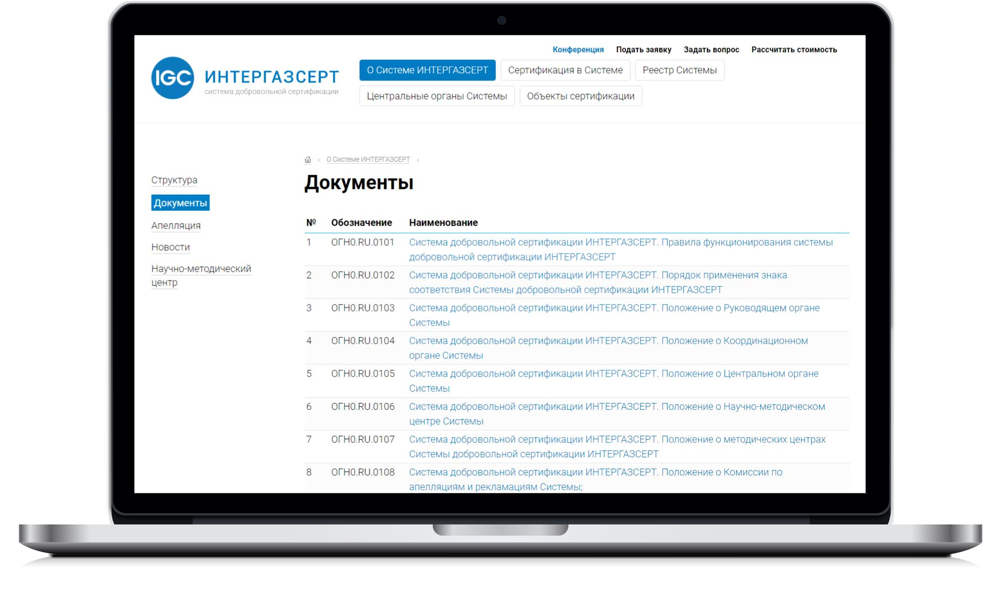 Конференция Подать заявку Задать вопрос Рассчитать стоимость
IGC
ИНТЕРГАЗСЕРТ
система добровольной сертификации
О Системе ИНТЕРГАЗСЕРТ Сертификация в Системе Реестр Системы
Центральные органы Системы Объекты сертификации
О Системе ИНТЕРГАЗСЕРТ
Структура
Документы
Апелляция
Новости
Научно-методический
центр
Документы
№ Обозначение Наименование
1 ОГН0.RU.0101 Система добровольной сертификации ИНТЕРГАЗСЕРТ. Правила функционирования системы
добровольной сертификации ИНТЕРГАЗСЕРТ
2 ОГН0.RU.0102 Система добровольной сертификации ИНТЕРГАЗСЕРТ. Порядок применения знака
соответствия Системы добровольной сертификации ИНТЕРГАЗСЕРТ
3 ОГН0.RU.0103 Система добровольной сертификации ИНТЕРГАЗСЕРТ. Положение о Руководящем органе
Системы
4 ОГН0.RU.0104 Система добровольной сертификации ИНТЕРГАЗСЕРТ. Положение о Координационном
органе Системы
5 ОГН0.RU.0105 Система добровольной сертификации ИНТЕРГАЗСЕРТ. Положение о Центральном органе
Системы
6 ОГН0.RU.0106 Система добровольной сертификации ИНТЕРГАЗСЕРТ. Положение о Научно-методическом
центре Системы
7 ОГН0.RU.0107 Система добровольной сертификации ИНТЕРГАЗСЕРТ. Положение о методических центрах
Системы добровольной сертификации ИНТЕРГАЗСЕРТ
8 ОГН0.RU.0108 Система добровольной сертификации ИНТЕРГАЗСЕРТ. Положение о Комиссии по
апелляциям и рекламациям Системы;